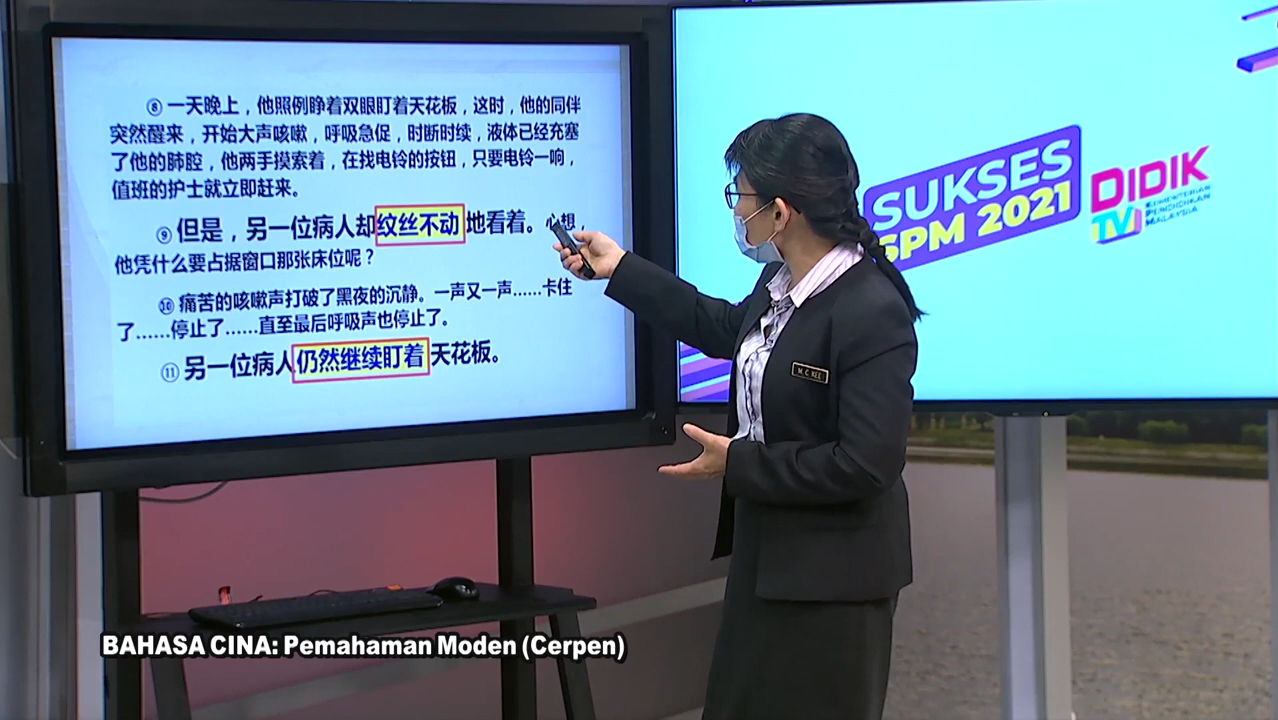 ⑧ 一天晚上，他照例睁着双眼盯着天花板，这时，他的同伴
突然醒来，开始大声咳嗽，呼吸急促，时断时续，液体已经充塞
了他的肺腔，他两手摸索着，在找电铃的按钮，只要电铃一响，
值班的护士就立即赶来。
⑨ 但是，另一位病人却纹丝不动地看着。心想，
他凭什么要占据窗口那张床位呢？
⑩ 痛苦的咳嗽声打破了黑夜的沉静。一声又一声……卡住
了……停止了……直至最后呼吸声也停止了。
⑪ 另一位病人仍然继续盯着天花板。
SUKSES
SPM 2021
DIDIK
TV
KEMENTERIAN
PENDIDIKAN
MALAYSIA
M. C. KEE
BAHASA CINA: Pemahaman Moden (Cerpen)